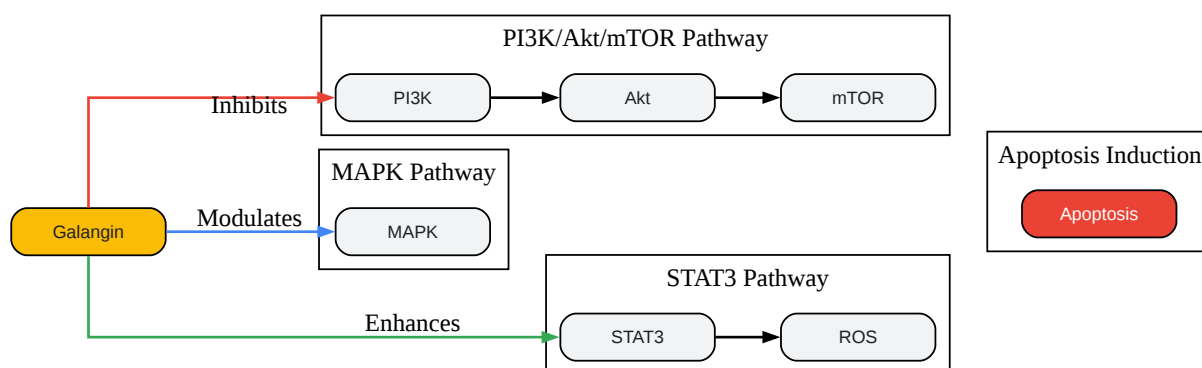 PI3K/Akt/mTOR Pathway
PI3K
Akt
mTOR
Inhibits
Apoptosis Induction
MAPK Pathway
Apoptosis
Galangin
Modulates
MAPK
STAT3 Pathway
Enhances
STAT3
ROS